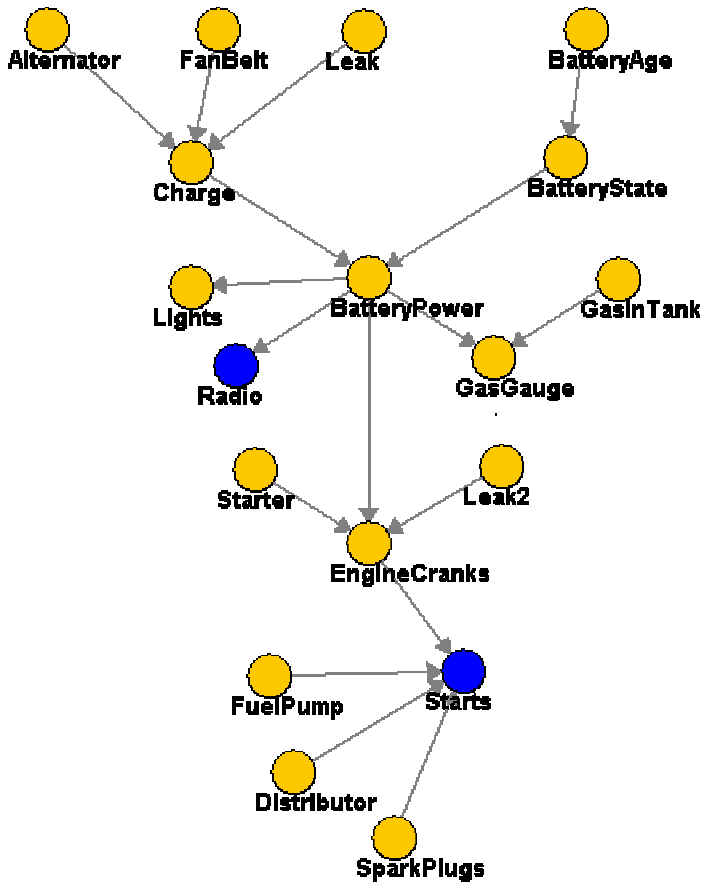 Alternator
FanBelt
Leak
BatteryAge
Charge
BatteryState
Lights
BatteryPower
GasInTank
Radio
GasGauge
Starter
Leak2
EngineCranks
FuelPump
Starts
Distributor
SparkPlugs